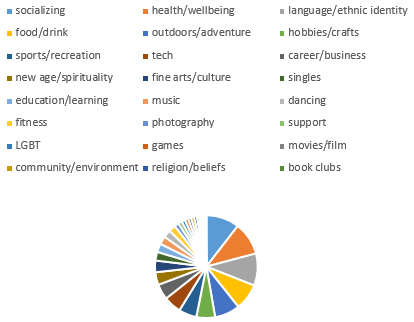 socializing health/wellbeing language/ethnic identity
food/drink outdoors/adventure hobbies/crafts
sports/recreation tech career/business
new age/spirituality fine arts/culture singles
education/learning music dancing
fitness photography support
LGBT games movies/film
community/environment religion/beliefs book clubs